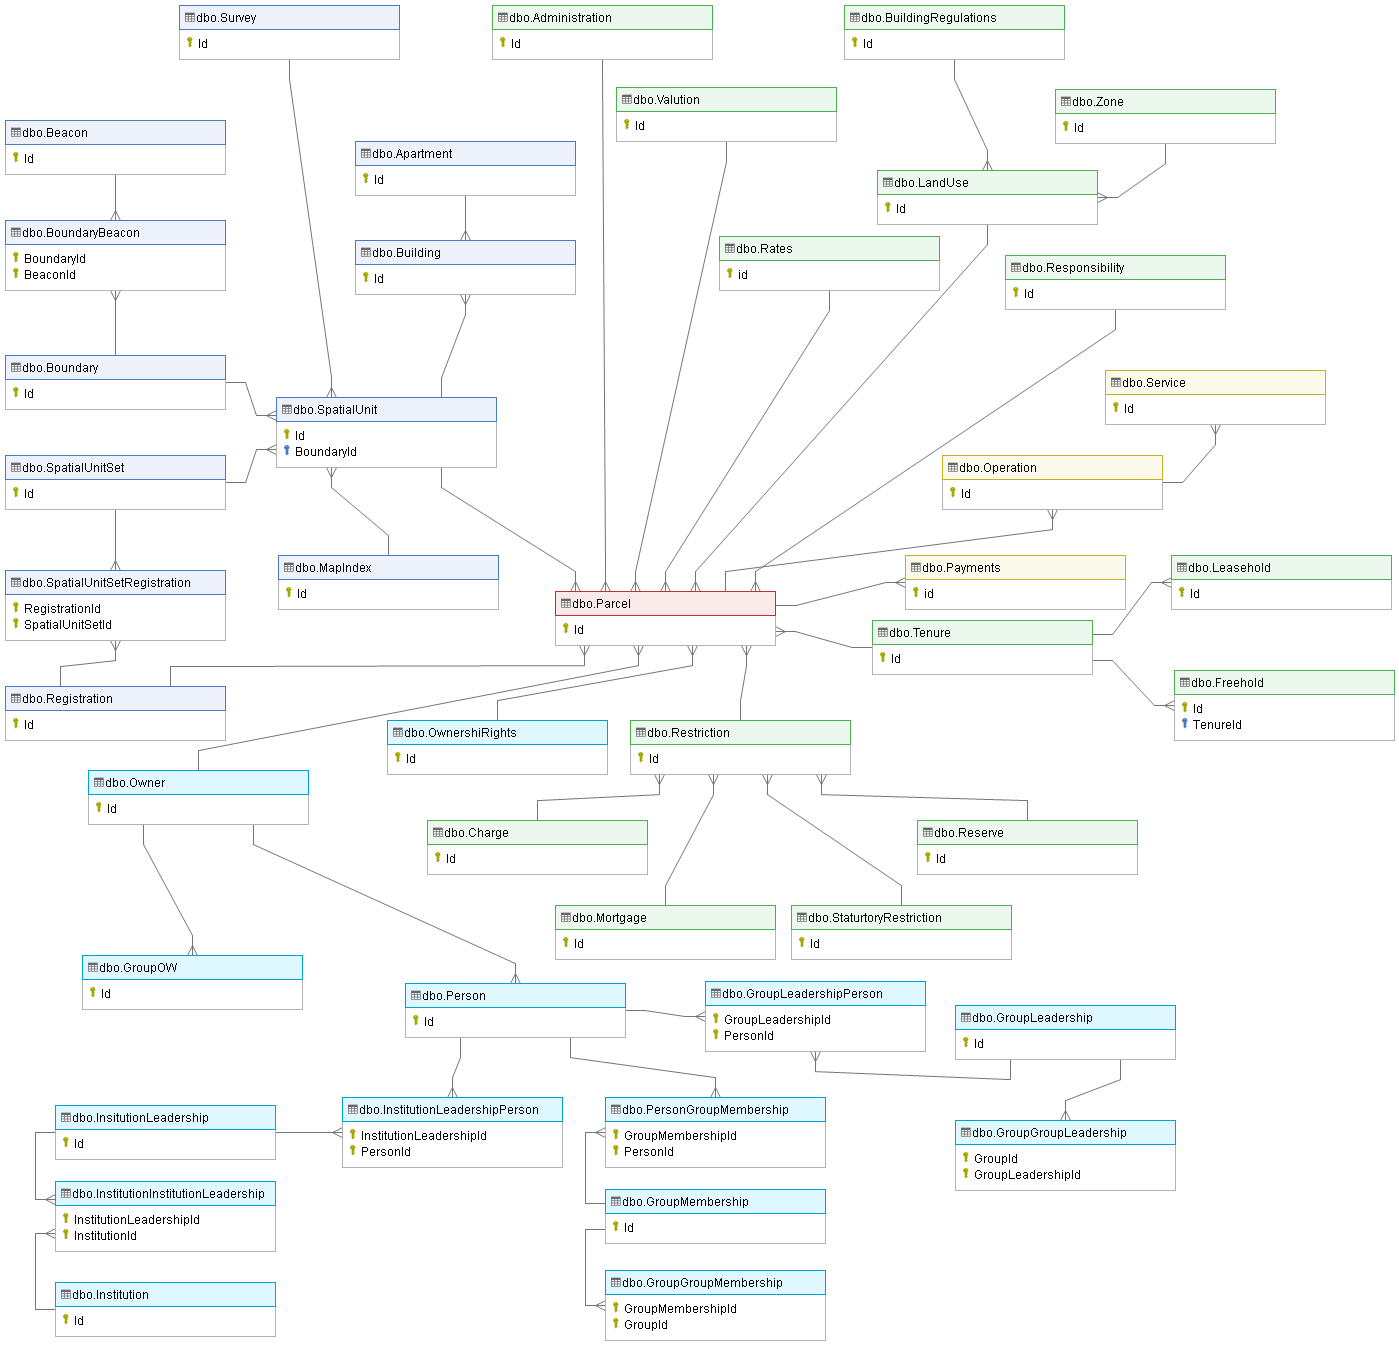 dbo.Survey
Id
dbo.Administration
Id
dbo.BuildingRegulations
Id
dbo.Valution
Id
dbo.Zone
Id
dbo.Beacon
Id
dbo.Apartment
Id
dbo.LandUse
Id
dbo.BoundaryBeacon
BoundaryId
BeaconId
dbo.Building
Id
dbo.Rates
id
dbo.Responsibility
Id
dbo.Boundary
Id
dbo.Service
Id
dbo.SpatialUnit
Id
BoundaryId
dbo.SpatialUnitSet
Id
dbo.Operation
Id
dbo.MapIndex
Id
dbo.Payments
id
dbo.Leasehold
Id
dbo.SpatialUnitSetRegistration
RegistrationId
SpatialUnitSetId
dbo.Parcel
Id
dbo.Tenure
Id
dbo.Freehold
Id
TenureId
dbo.Registration
Id
dbo.OwnershiRights
Id
dbo.Restriction
Id
dbo.Owner
Id
dbo.Charge
Id
dbo.Reserve
Id
dbo.Mortgage
Id
dbo.StaturtoryRestriction
Id
dbo.GroupOW
Id
dbo.Person
Id
dbo.GroupLeadershipPerson
GroupLeadershipId
PersonId
dbo.GroupLeadership
Id
dbo.InsitutionLeadership
Id
dbo.InstitutionLeadershipPerson
InstitutionLeadershipId
PersonId
dbo.PersonGroupMembership
GroupMembershipId
PersonId
dbo.GroupGroupLeadership
GroupId
GroupLeadershipId
dbo.InstitutionInstitutionLeadership
InstitutionLeadershipId
InstitutionId
dbo.GroupMembership
Id
dbo.Institution
Id
dbo.GroupGroupMembership
GroupMembershipId
GroupId